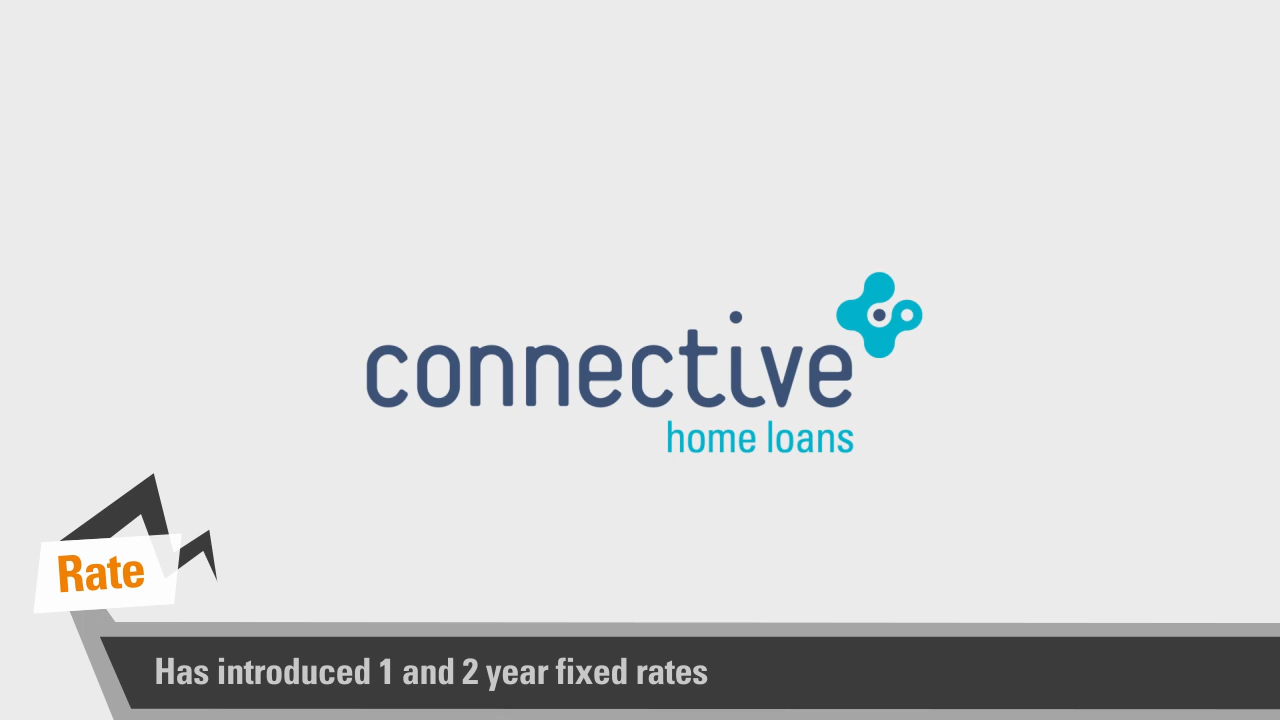 connective
home loans
Rate
Has introduced 1 and 2 year fixed rates